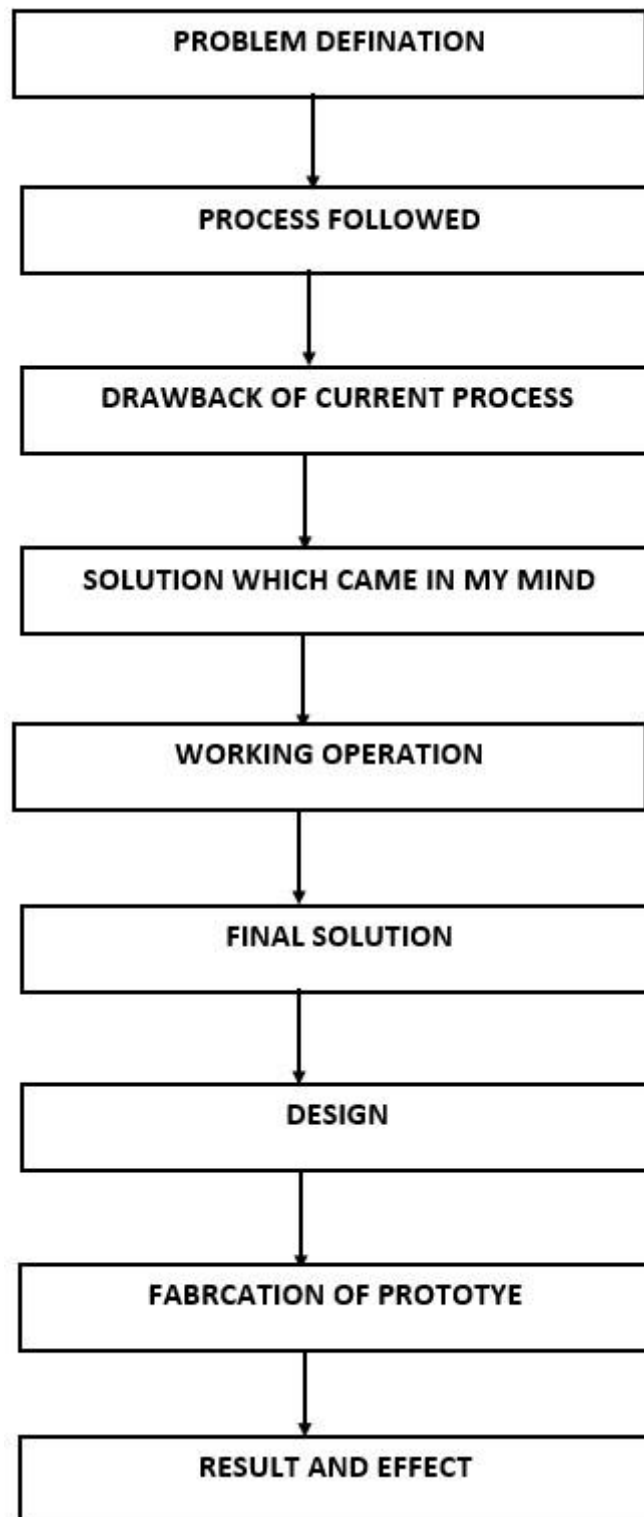 PROBLEM DEFINATION
PROCESS FOLLOWED
DRAWBACK OF CURRENT PROCESS
SOLUTION WHICH CAME IN MY MIND
WORKING OPERATION
FINAL SOLUTION
DESIGN
FABRCATION OF PROTOTYE
RESULT AND EFFECT